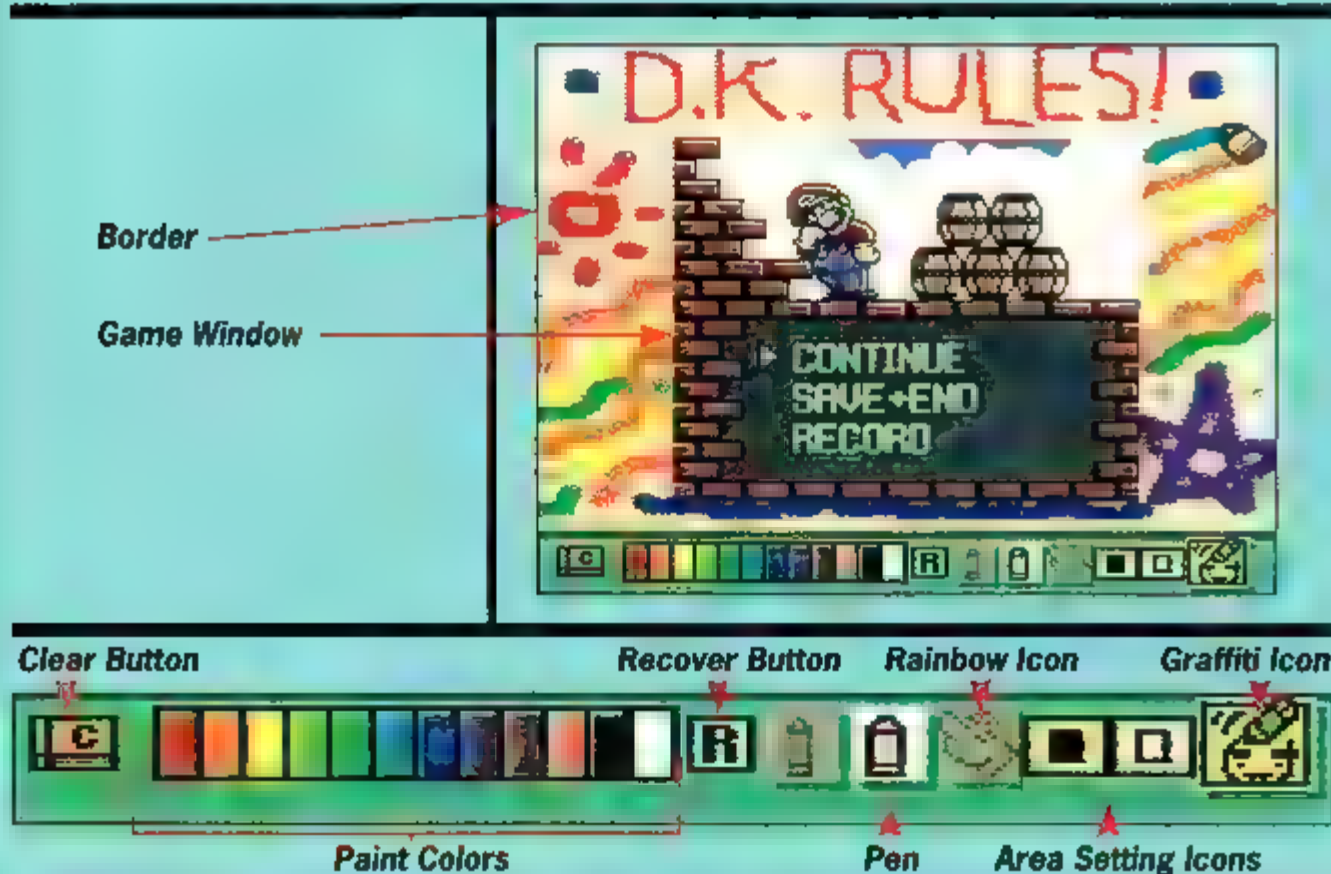 D.K. RULES!
Border
Game Window
CONTINUE
SAVE+END
RECORD
C
R
Clear Button
Recover Button
Rainbow Icon
Graffiti Icon
C
R
Paint Colors
Pen
Area Setting Icons